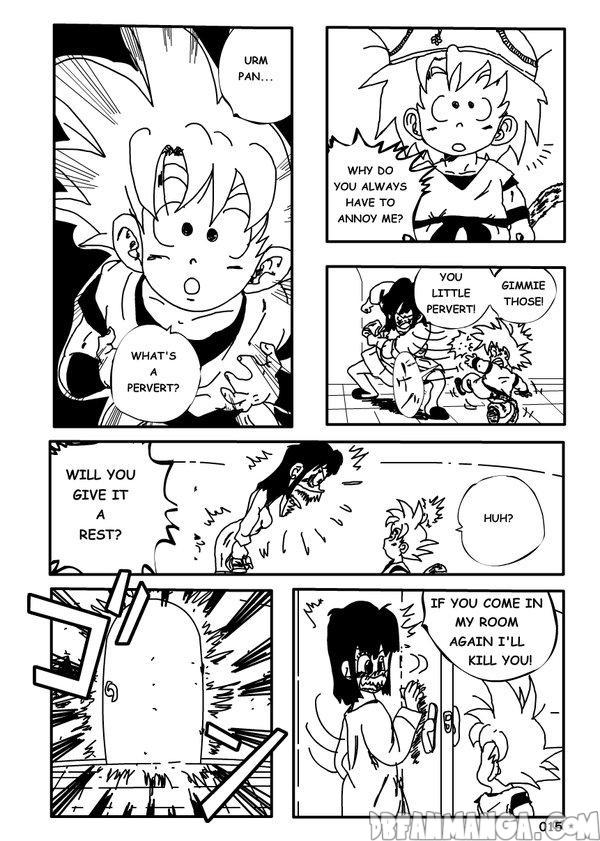 WHY DO
YOU ALWAYS
HAVE TO
ANNOY ME?
GIMMIE
THOSE!
YOU
LITTLE
PERVERT!
URM
PAN...
WHAT'S
A
PERVERT?
HUH?
WILL YOU
GIVE IT
A
REST?
IF YOU COME IN
MY ROOM
AGAIN I'LL
KILL YOU!
015
DBFANMANGA.COM